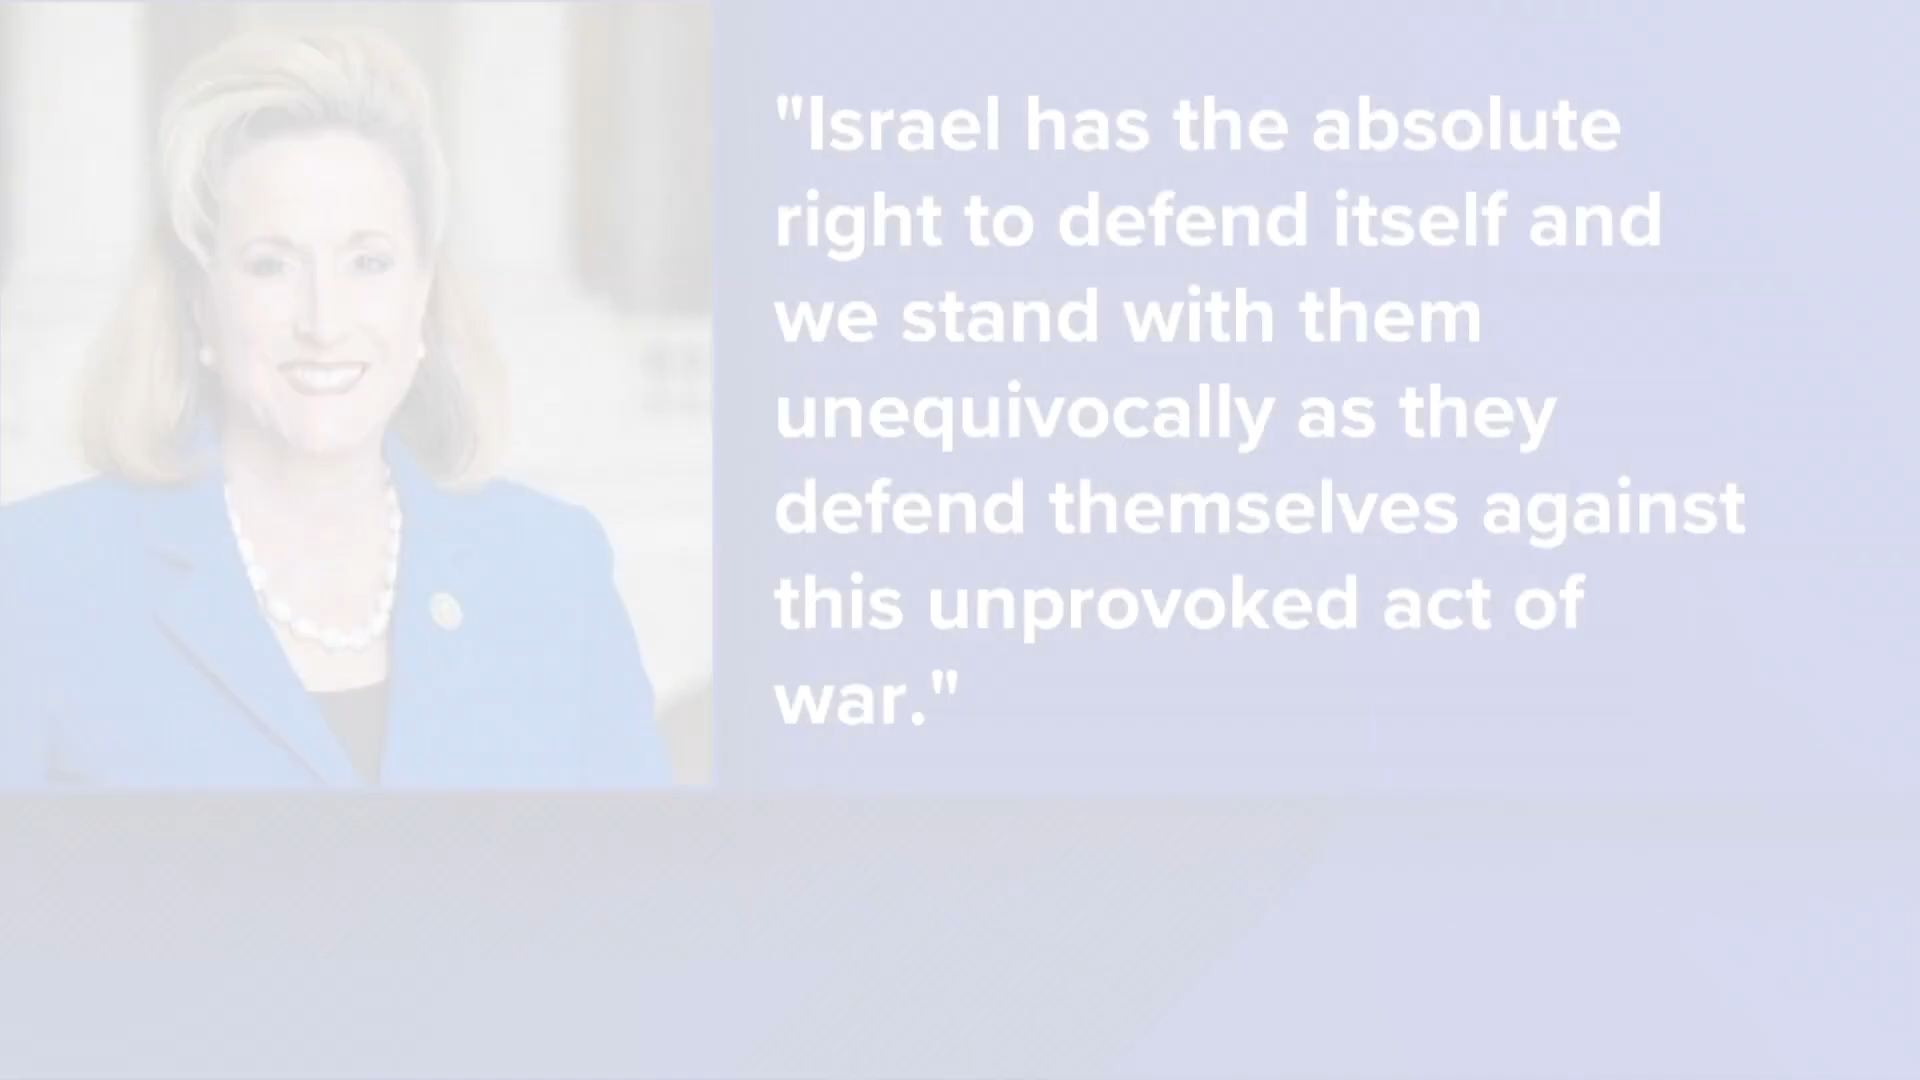 "Israel has the absolute
right to defend itself and
we stand with them
unequivocally as they
defend themselves against
this unprovoked act of
war."